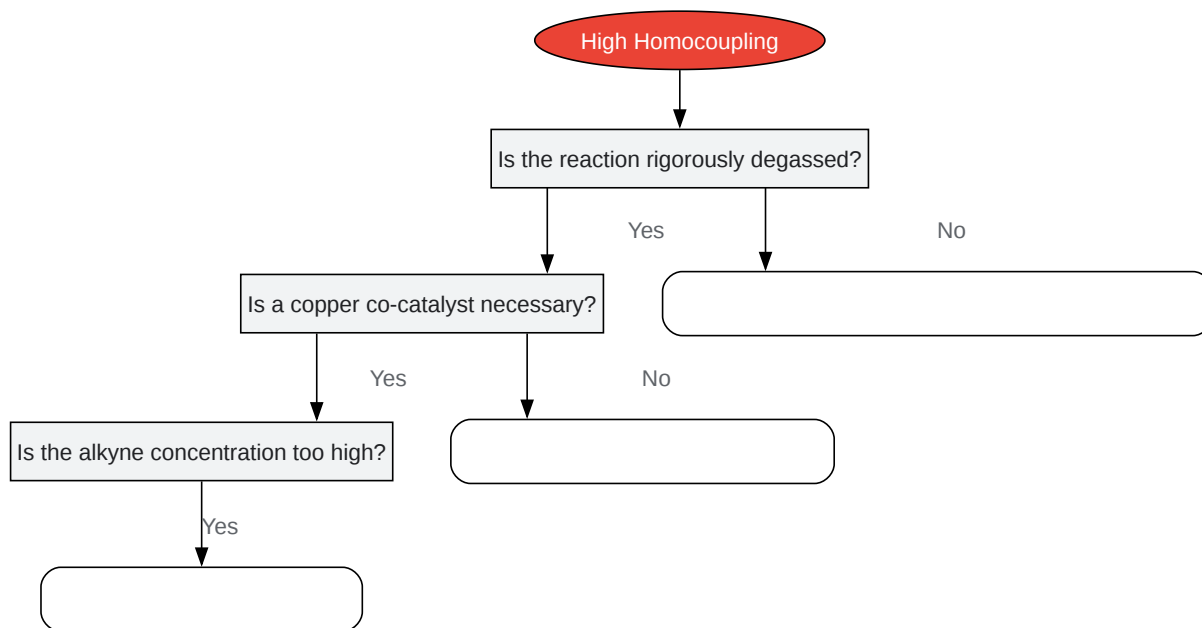 High Homocoupling
Is the reaction rigorously degassed?
Yes
No
Is a copper co-catalyst necessary?
Yes
No
Is the alkyne concentration too high?
Yes